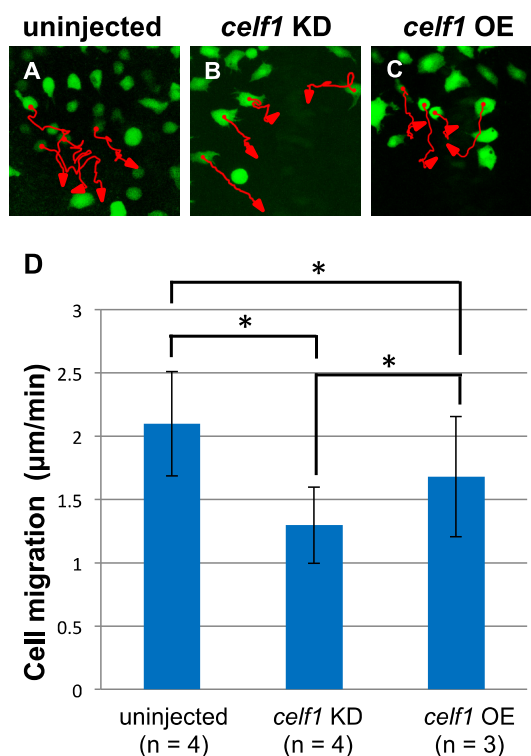 uninjected celf1 KD celf1 OE
A B C
D
* 
* 
*
3
2.5
2
1.5
1
0.5
0
Cell migration (μm/min)
uninjected celf1 KD celf1 OE
(n = 4) (n = 4) (n = 3)